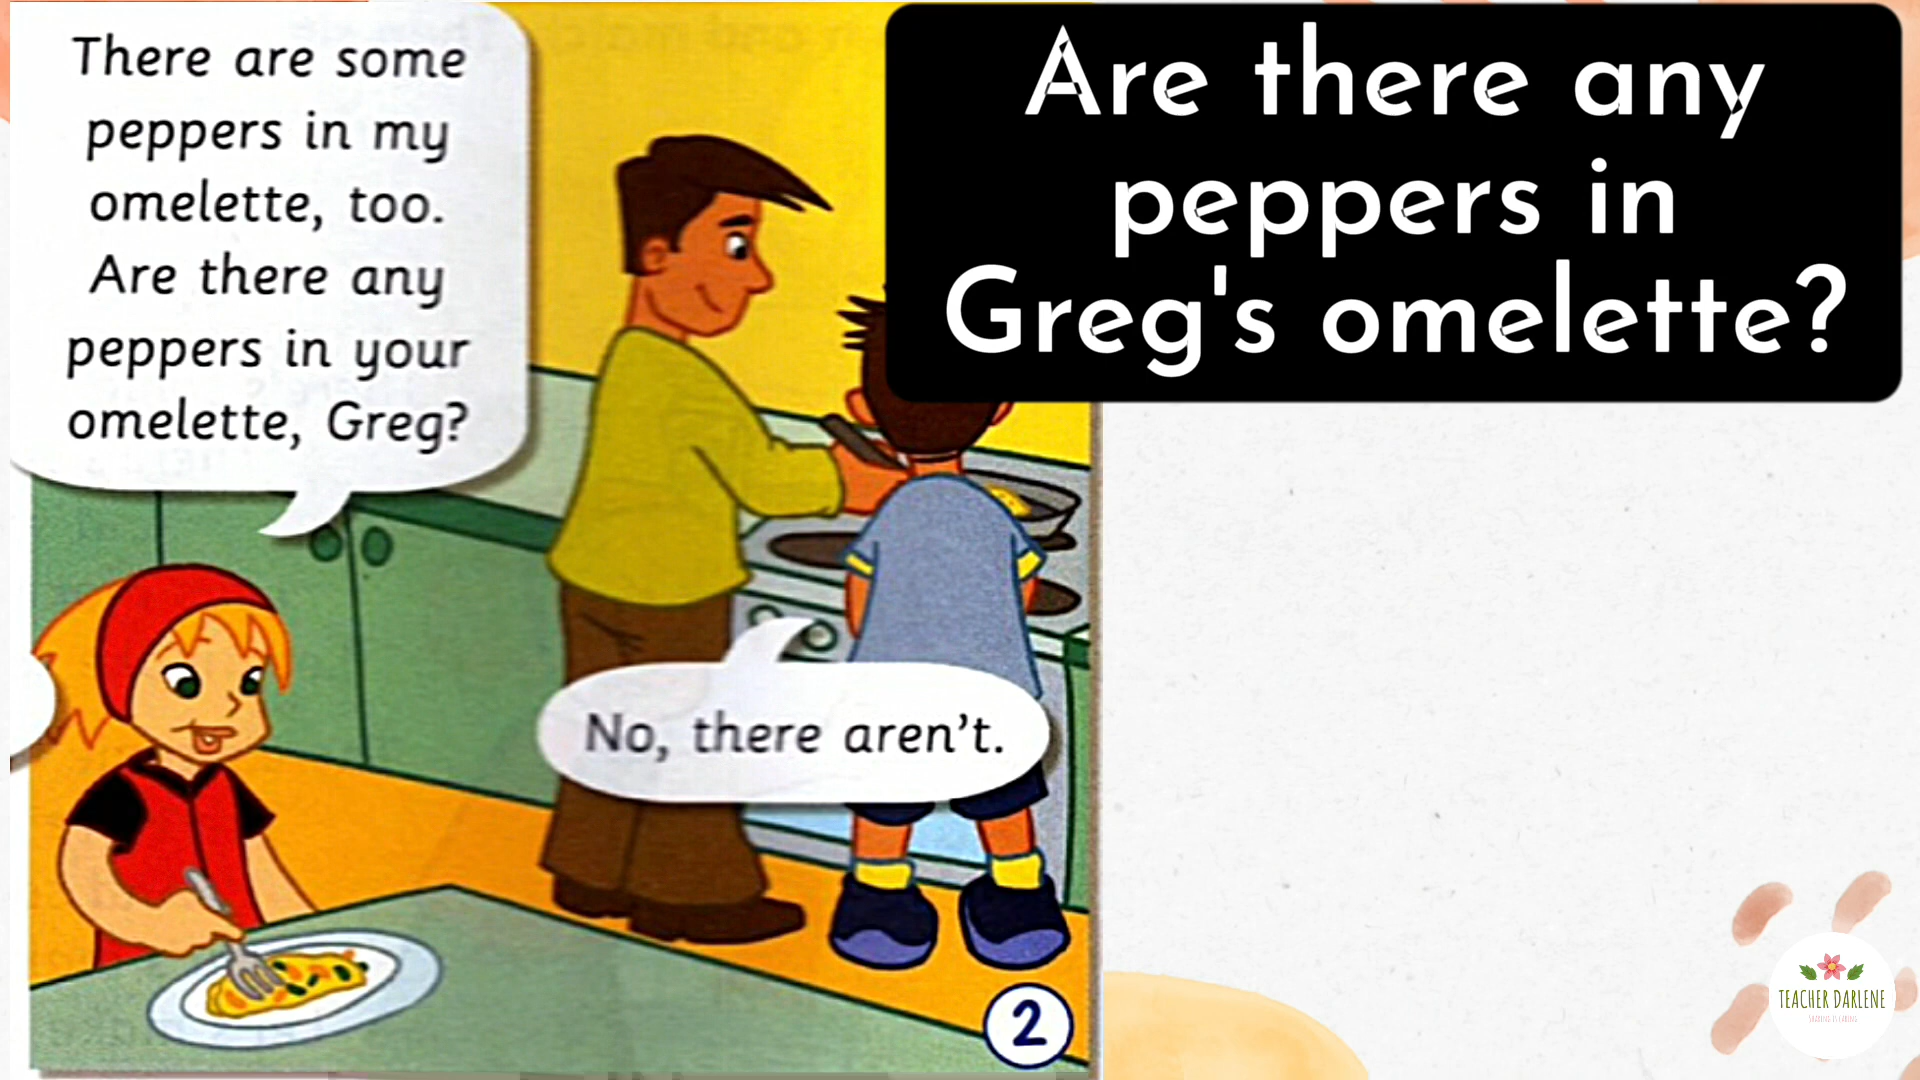 There are some
peppers in my
omelette, too.
Are there any
peppers in your
omelette, Greg?
No, there aren't.
2
Are there any
peppers in
Greg's omelette?
TEACHER DARLENE